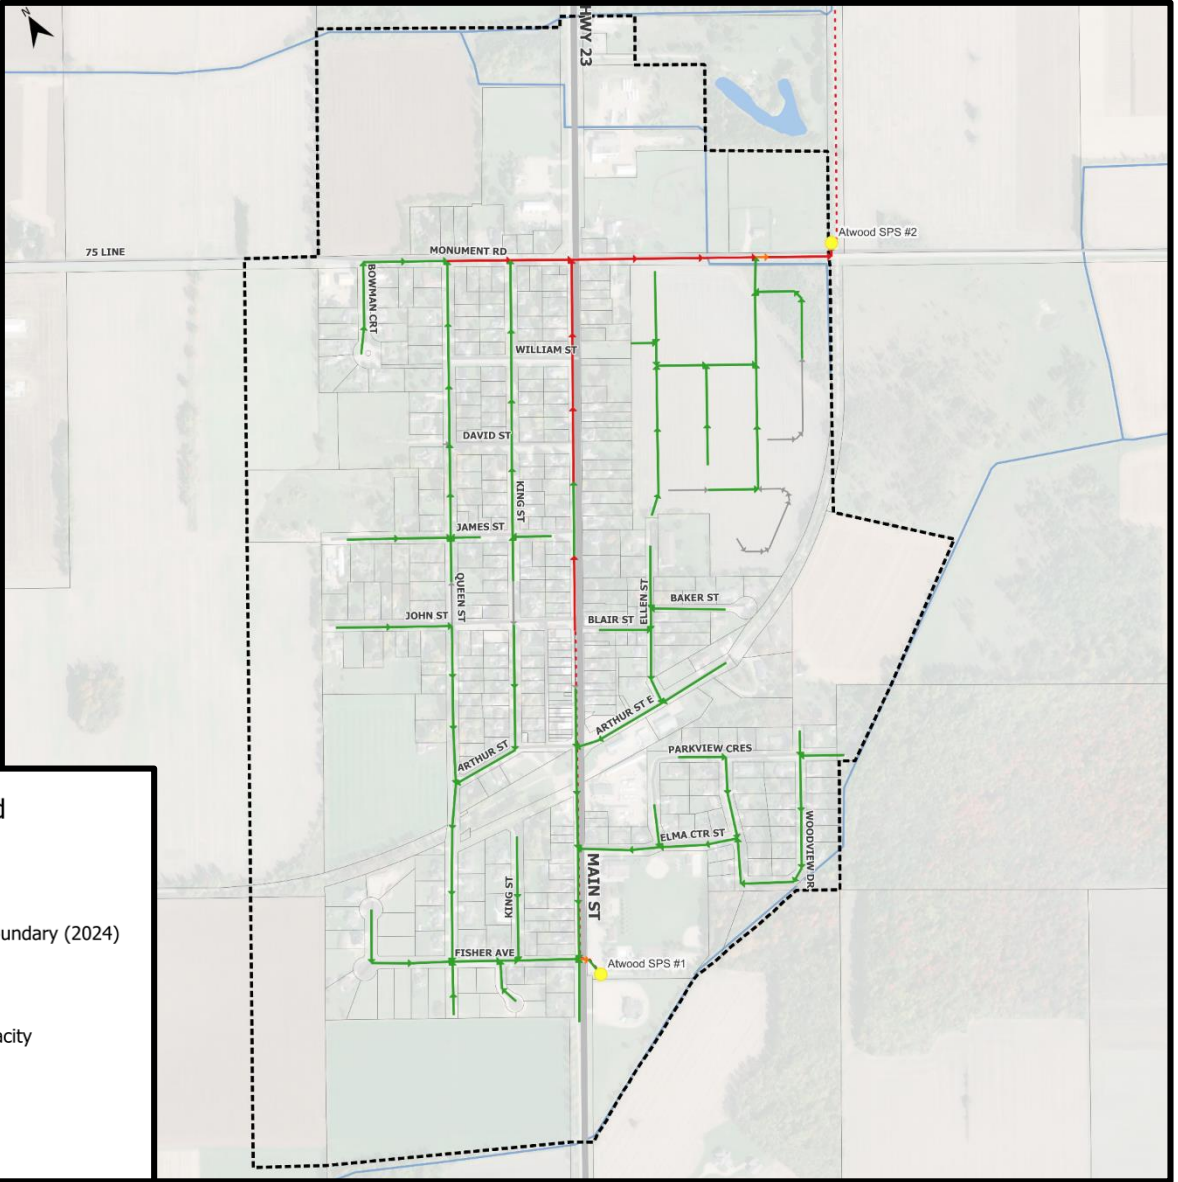 N
HWY 23
Atwood SPS #2
75 LINE
MONUMENT RD
BOWMAN CRT
WILLIAM ST
DAVID ST
KING ST
JAMES ST
QUEEN ST
ELLEN ST
BAKER ST
JOHN ST
BLAIR ST
ARTHUR ST E
ARTHUR ST
PARKVIEW CRES
ELMA CTR ST
WOODVIEW DR
MAIN ST
KING ST
FISHER AVE
Atwood SPS #1
d
undary (2024)
acity